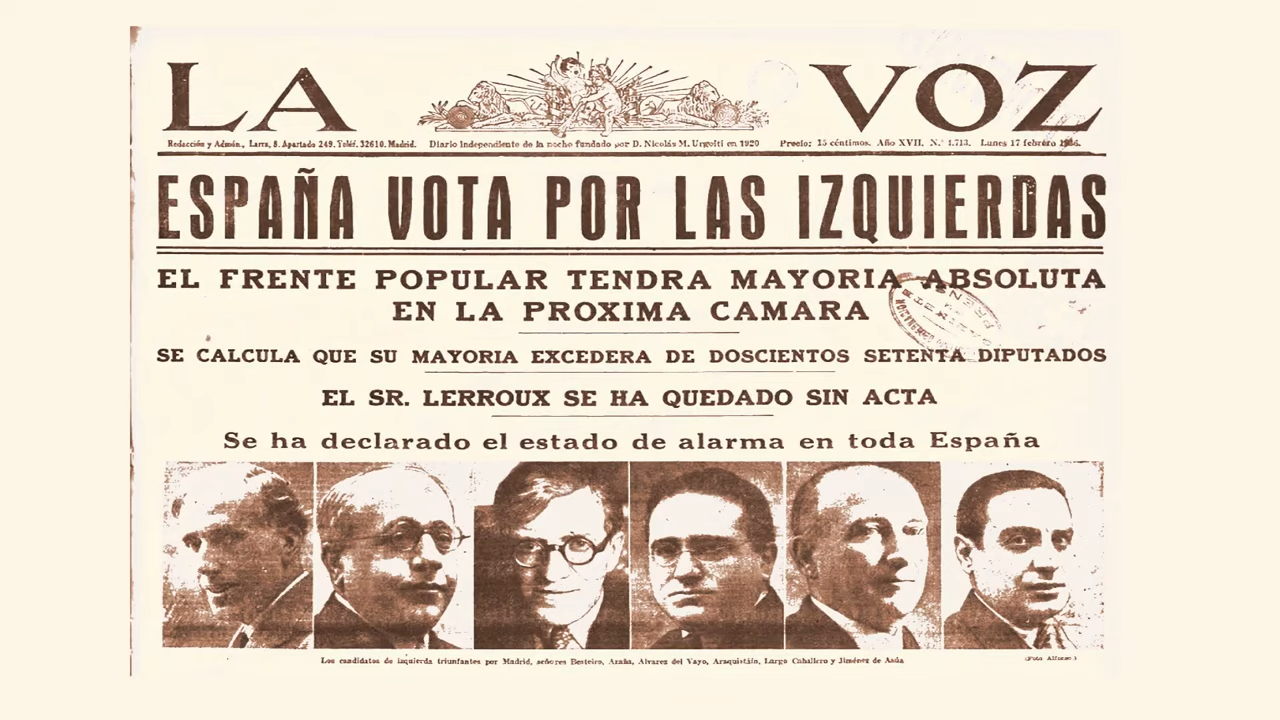 LA VOZ
Redacción y Admón., Larra, 8. Apartado 249. Teléf. 32610. Madrid. Diario independiente de la noche fundado por D. Nicolás M. Urgoiti en 1920 Precio: 15 céntimos. Año XVII. N.º 4.713. Lunes 17 febrero 1936.
ESPAÑA VOTA POR LAS IZQUIERDAS
EL FRENTE POPULAR TENDRA MAYORIA ABSOLUTA
EN LA PROXIMA CAMARA
SE CALCULA QUE SU MAYORIA EXCEDERA DE DOSCIENTOS SETENTA DIPUTADOS
EL SR. LERROUX SE HA QUEDADO SIN ACTA
Se ha declarado el estado de alarma en toda España
Los candidatos de izquierda triunfantes por Madrid, señores Besteiro, Azaña, Alvarez del Vayo, Araquistáin, Largo Caballero y Jiménez de Asúa
(Foto Alfonso.)